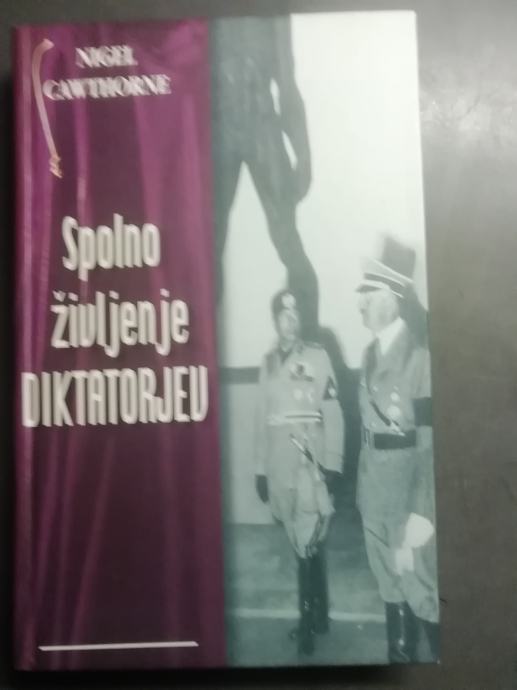 NIGEL
CAWTHORNE
Spolno
življenje
DIKTATORJEV